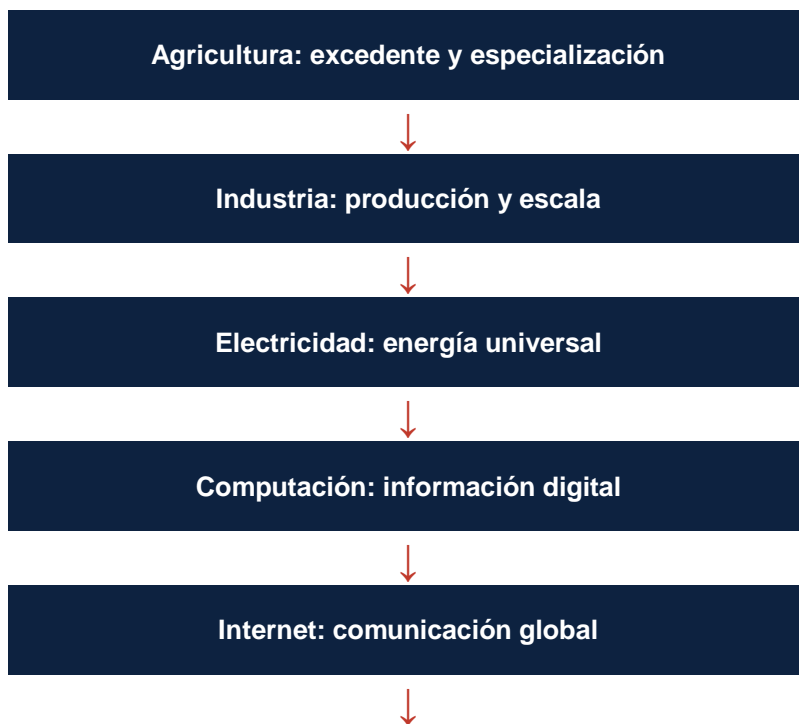 Agricultura: excedente y especialización
↓
Industria: producción y escala
↓
Electricidad: energía universal
↓
Computación: información digital
↓
Internet: comunicación global
↓